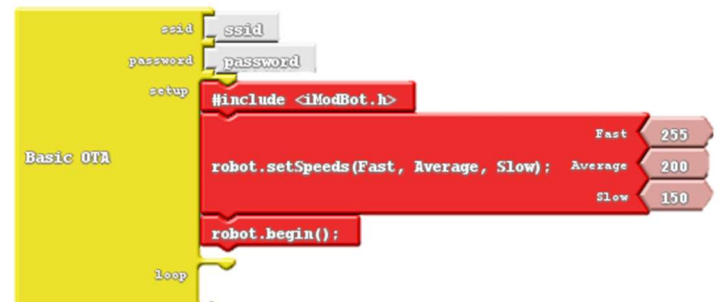 ssid ssid
password password
setup
#include <iModBot.h>
Fast 255
Basic OTA robot.setSpeeds(Fast, Average, Slow); Average 200
Slow 150
robot.begin();
loop